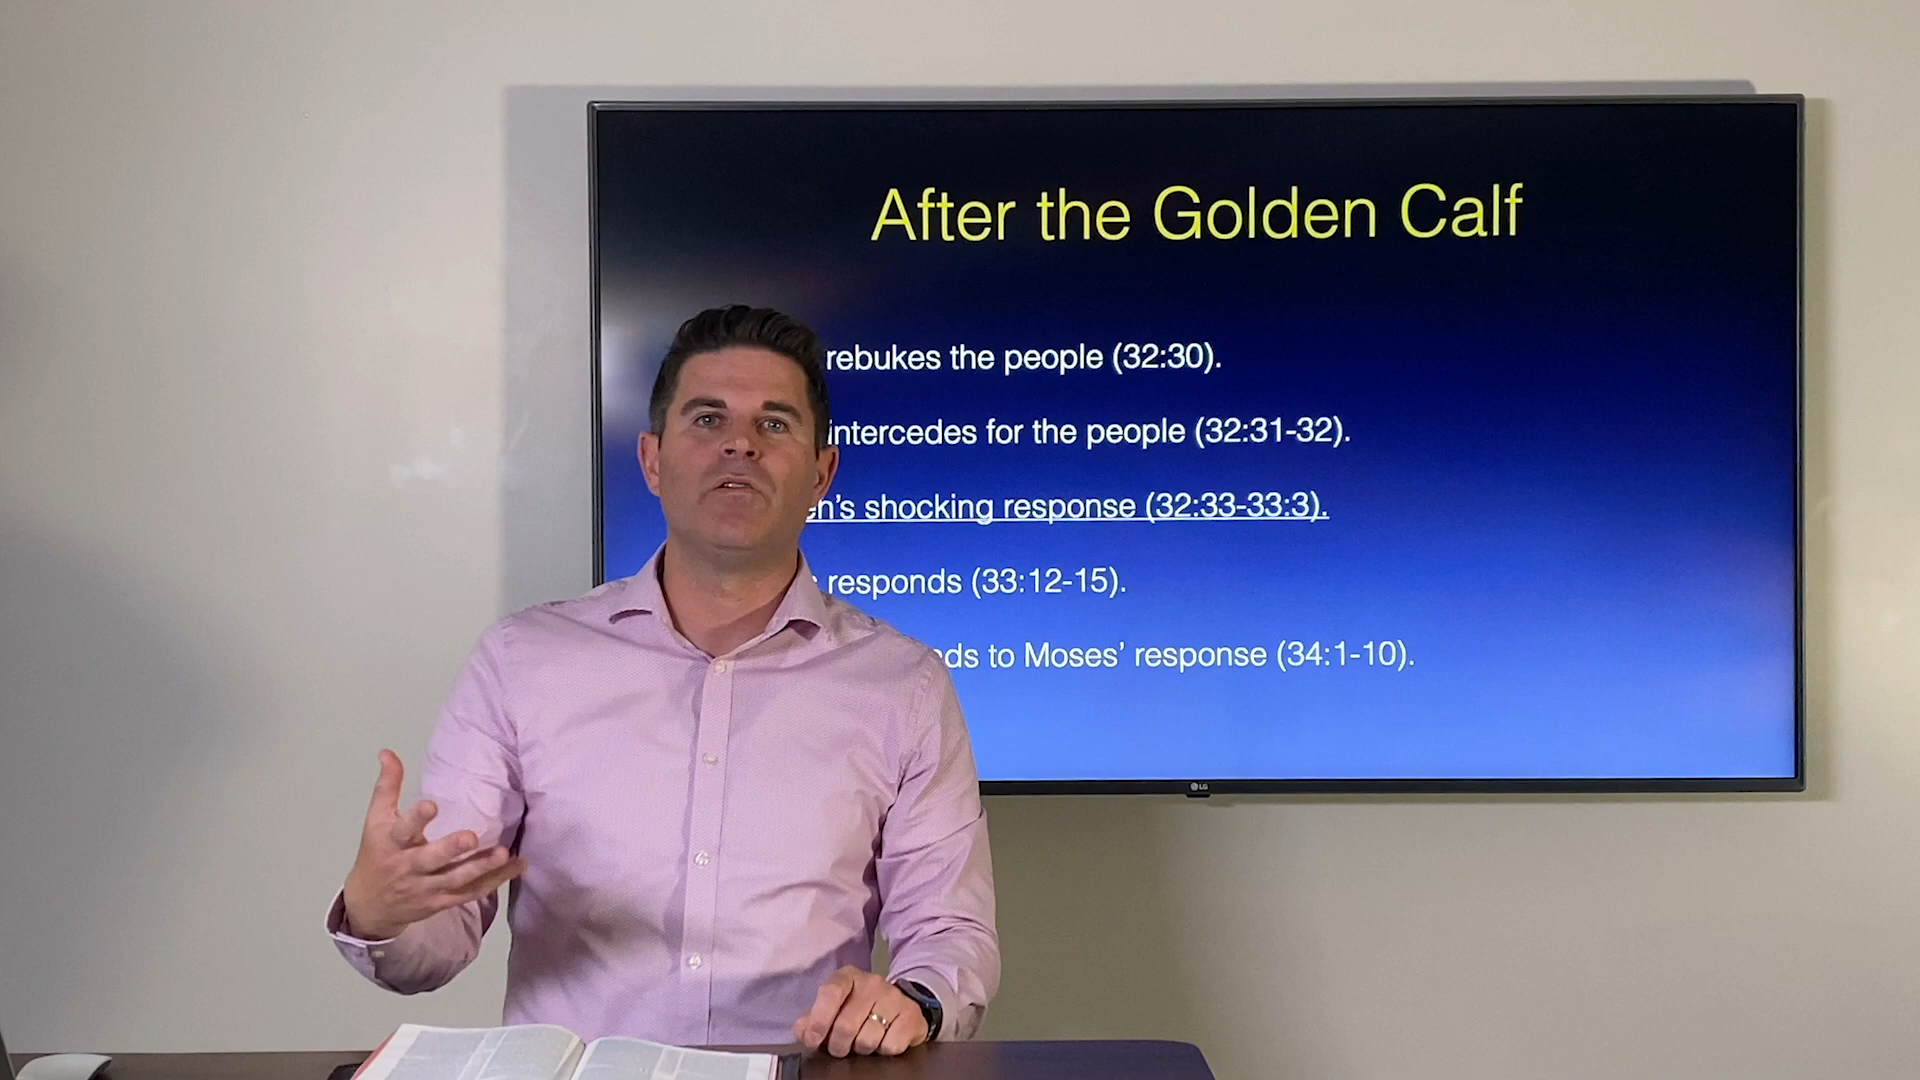 After the Golden Calf
rebukes the people (32:30).
intercedes for the people (32:31-32).
shocking response (32:33-33:3).
responds (33:12-15).
to Moses’ response (34:1-10).
LG